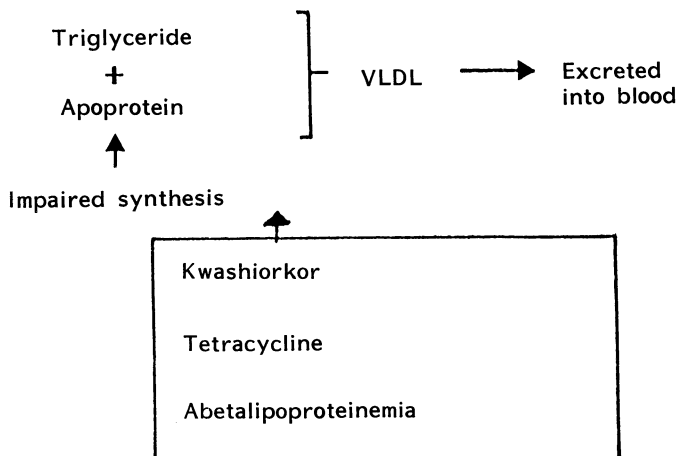 Triglyceride
+
Apoprotein
VLDL
Excreted
into blood
Impaired synthesis
Kwashiorkor
Tetracycline
Abetalipoproteinemia